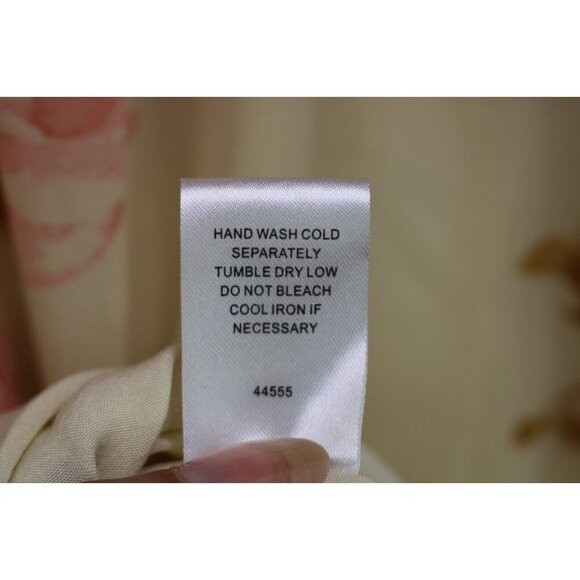 HAND WASH COLD
SEPARATELY
TUMBLE DRY LOW
DO NOT BLEACH
COOL IRON IF
NECESSARY
44555